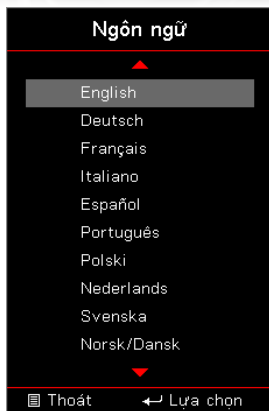 Ngôn ngữ
English
Deutsch
Français
Italiano
Español
Português
Polski
Nederlands
Svenska
Norsk/Dansk
Thoát Lựa chọn